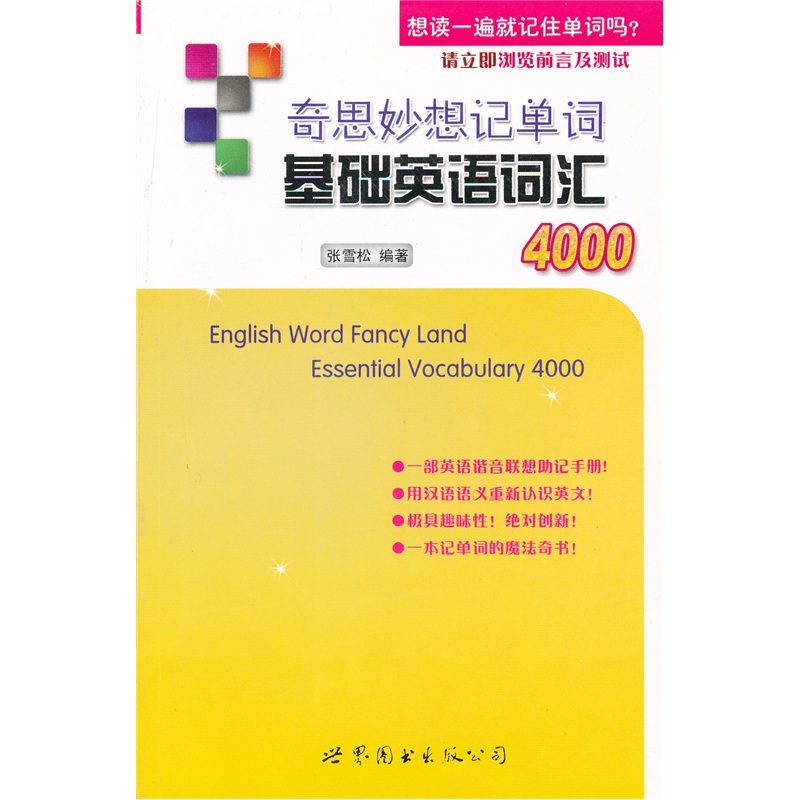 想读一遍就记住单词吗?
请立即浏览前言及测试
奇思妙想记单词
基础英语词汇
4000
张雪松 编著
English Word Fancy Land
Essential Vocabulary 4000
●一部英语谐音联想助记手册!
●用汉语语义重新认识英文!
●极具趣味性!绝对创新!
●一本记单词的魔法奇书!
世界图书出版公司